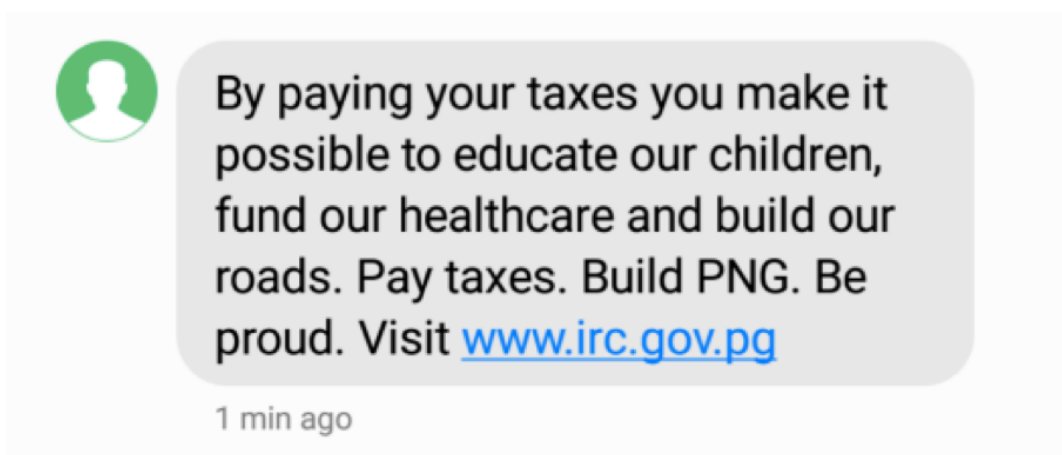 By paying your taxes you make it
possible to educate our children,
fund our healthcare and build our
roads. Pay taxes. Build PNG. Be
proud. Visit www.irc.gov.pg
1 min ago